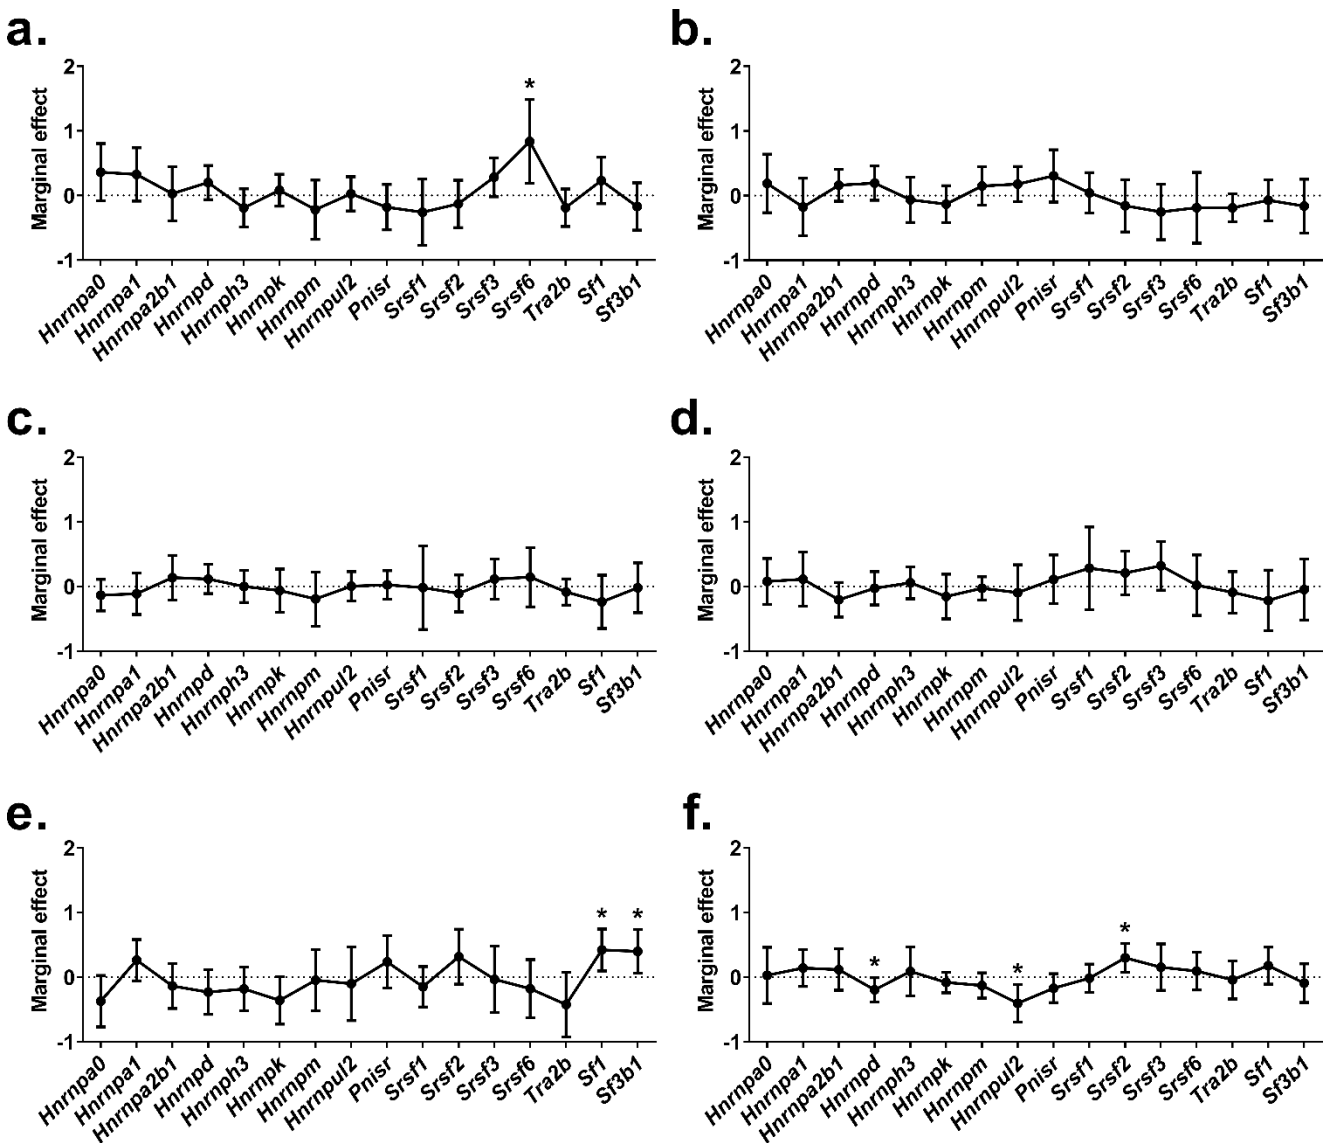 a.
Marginal effect
2
1
0
-1
*
Hnrnpa0
Hnrnpa1
Hnrnpa2b1
Hnrnpd
Hnrnph3
Hnrnpk
Hnrnpm
Hnrnpul2
Pnisr
Srsf1
Srsf2
Srsf3
Srsf6
Tra2b
Sf1
Sf3b1
b.
Marginal effect
2
1
0
-1
Hnrnpa0
Hnrnpa1
Hnrnpa2b1
Hnrnpd
Hnrnph3
Hnrnpk
Hnrnpm
Hnrnpul2
Pnisr
Srsf1
Srsf2
Srsf3
Srsf6
Tra2b
Sf1
Sf3b1
c.
Marginal effect
2
1
0
-1
Hnrnpa0
Hnrnpa1
Hnrnpa2b1
Hnrnpd
Hnrnph3
Hnrnpk
Hnrnpm
Hnrnpul2
Pnisr
Srsf1
Srsf2
Srsf3
Srsf6
Tra2b
Sf1
Sf3b1
d.
Marginal effect
2
1
0
-1
Hnrnpa0
Hnrnpa1
Hnrnpa2b1
Hnrnpd
Hnrnph3
Hnrnpk
Hnrnpm
Hnrnpul2
Pnisr
Srsf1
Srsf2
Srsf3
Srsf6
Tra2b
Sf1
Sf3b1
e.
Marginal effect
2
1
0
-1
* *
Hnrnpa0
Hnrnpa1
Hnrnpa2b1
Hnrnpd
Hnrnph3
Hnrnpk
Hnrnpm
Hnrnpul2
Pnisr
Srsf1
Srsf2
Srsf3
Srsf6
Tra2b
Sf1
Sf3b1
f.
Marginal effect
2
1
0
-1
* * *
Hnrnpa0
Hnrnpa1
Hnrnpa2b1
Hnrnpd
Hnrnph3
Hnrnpk
Hnrnpm
Hnrnpul2
Pnisr
Srsf1
Srsf2
Srsf3
Srsf6
Tra2b
Sf1
Sf3b1